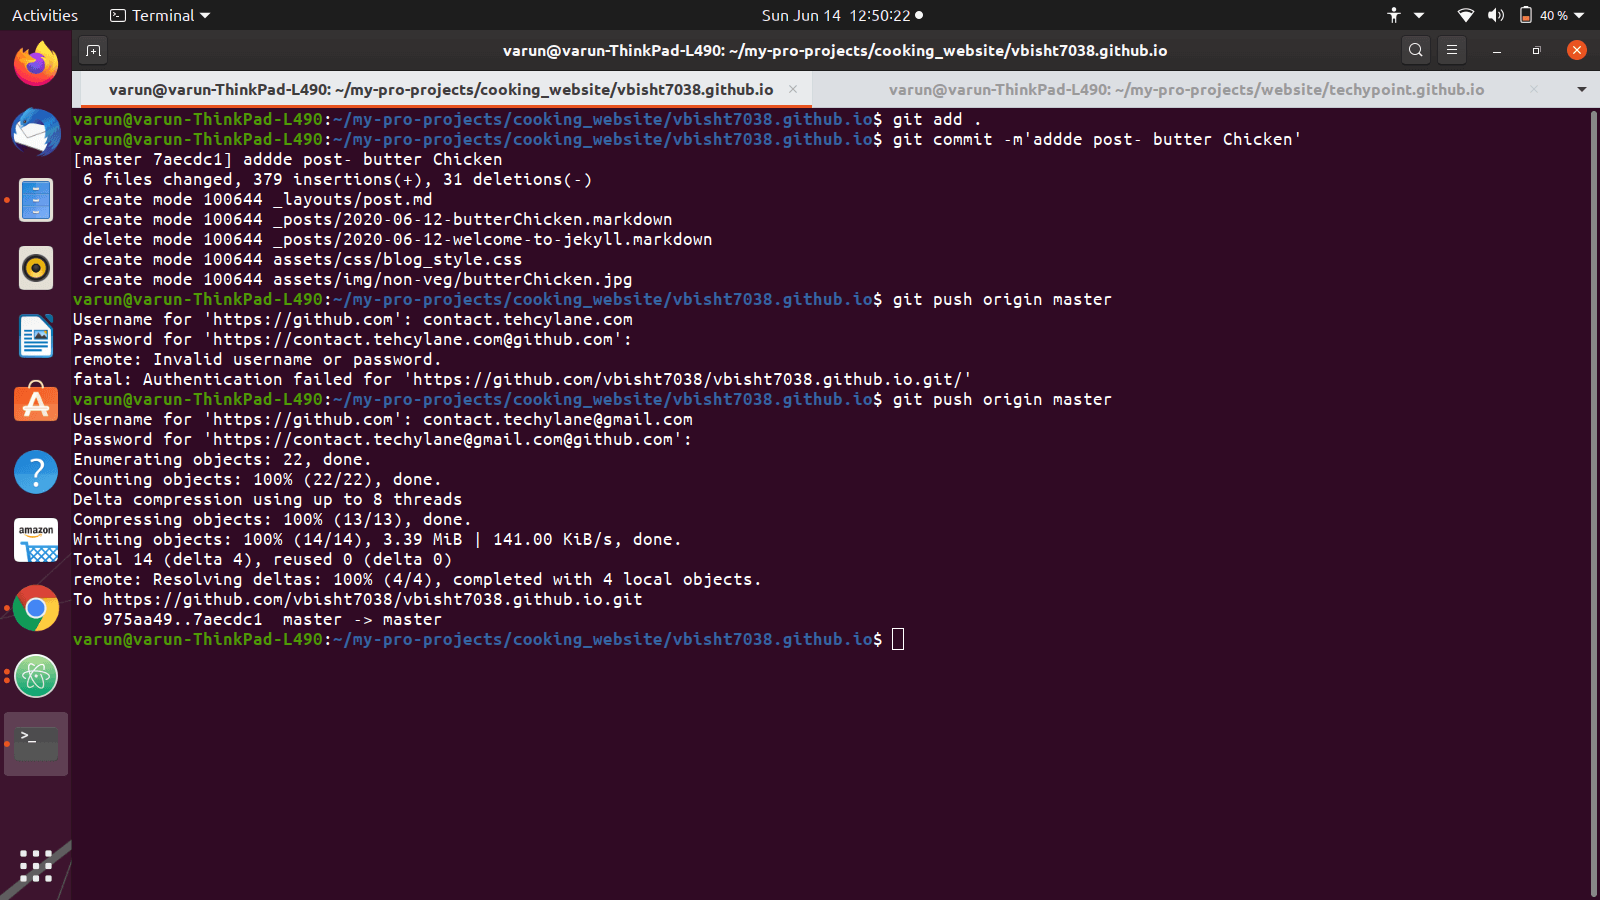 Activities
Terminal
Sun Jun 14 12:50:22
40 %
varun@varun-ThinkPad-L490: ~/my-pro-projects/cooking_website/vbisht7038.github.io
varun@varun-ThinkPad-L490: ~/my-pro-projects/cooking_website/vbisht7038.github.io
varun@varun-ThinkPad-L490: ~/my-pro-projects/website/techypoint.github.io
varun@varun-ThinkPad-L490:~/my-pro-projects/cooking_website/vbisht7038.github.io$ git add .
varun@varun-ThinkPad-L490:~/my-pro-projects/cooking_website/vbisht7038.github.io$ git commit -m'addde post- butter Chicken'
[master 7aecdc1] addde post- butter Chicken
6 files changed, 379 insertions(+), 31 deletions(-)
create mode 100644 _layouts/post.md
create mode 100644 _posts/2020-06-12-butterChicken.markdown
delete mode 100644 _posts/2020-06-12-welcome-to-jekyll.markdown
create mode 100644 assets/css/blog_style.css
create mode 100644 assets/img/non-veg/butterChicken.jpg
varun@varun-ThinkPad-L490:~/my-pro-projects/cooking_website/vbisht7038.github.io$ git push origin master
Username for 'https://github.com': contact.tehcylane.com
Password for 'https://contact.tehcylane.com@github.com':
remote: Invalid username or password.
fatal: Authentication failed for 'https://github.com/vbisht7038/vbisht7038.github.io.git/'
varun@varun-ThinkPad-L490:~/my-pro-projects/cooking_website/vbisht7038.github.io$ git push origin master
Username for 'https://github.com': contact.techylane@gmail.com
Password for 'https://contact.techylane@gmail.com@github.com':
Enumerating objects: 22, done.
Counting objects: 100% (22/22), done.
Delta compression using up to 8 threads
Compressing objects: 100% (13/13), done.
Writing objects: 100% (14/14), 3.39 MiB | 141.00 KiB/s, done.
Total 14 (delta 4), reused 0 (delta 0)
remote: Resolving deltas: 100% (4/4), completed with 4 local objects.
To https://github.com/vbisht7038/vbisht7038.github.io.git
975aa49..7aecdc1  master -> master
varun@varun-ThinkPad-L490:~/my-pro-projects/cooking_website/vbisht7038.github.io$
amazon